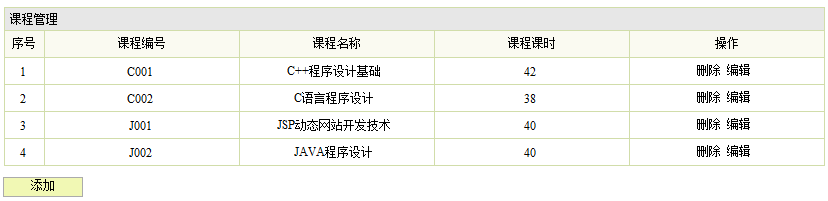 课程管理
序号 课程编号 课程名称 课程课时 操作
1 C001 C++程序设计基础 42 删除 编辑
2 C002 C语言程序设计 38 删除 编辑
3 J001 JSP动态网站开发技术 40 删除 编辑
4 J002 JAVA程序设计 40 删除 编辑
添加